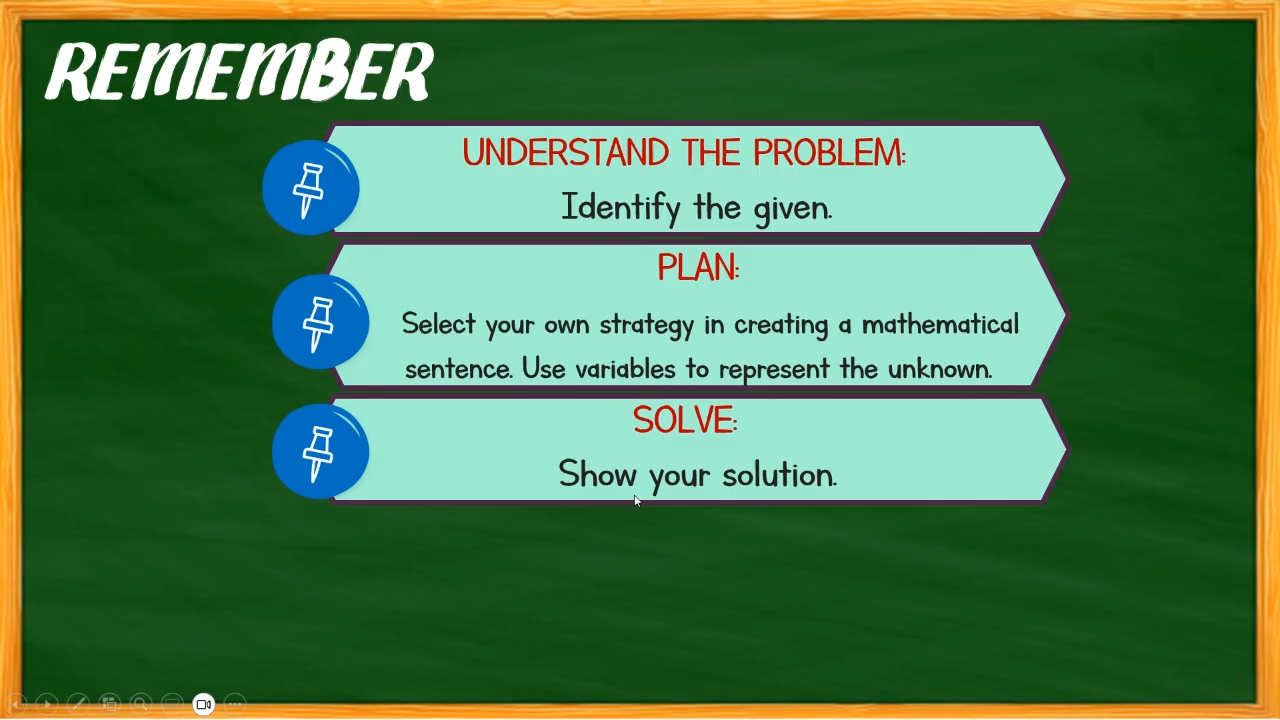 REMEMBER
UNDERSTAND THE PROBLEM:
Identify the given.
PLAN:
Select your own strategy in creating a mathematical
sentence. Use variables to represent the unknown.
SOLVE:
Show your solution.